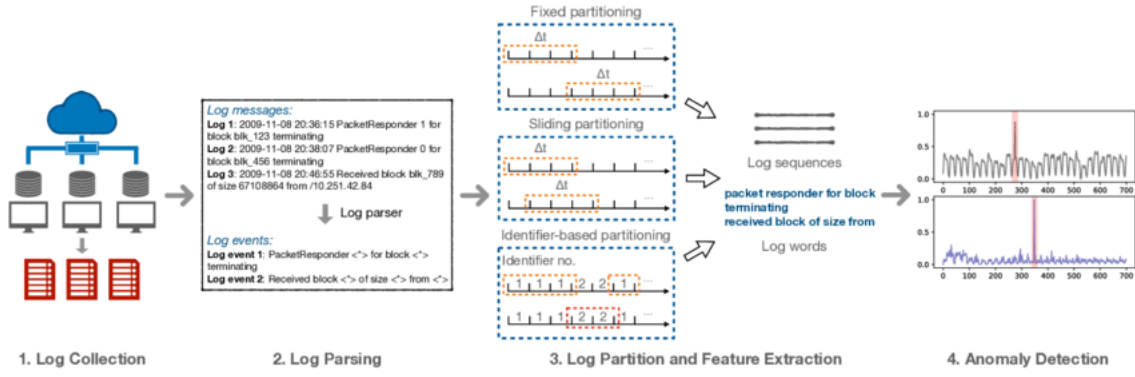 Fixed partitioning
Δt
...
Δt
...
Log messages:
Log 1: 2009-11-08 20:36:15 PacketResponder 1 for
block blk_123 terminating
Log 2: 2009-11-08 20:38:07 PacketResponder 0 for
block blk_456 terminating
Log 3: 2009-11-08 20:46:55 Received block blk_789
of size 67108864 from /10.251.42.84
Log parser
Log events:
Log event 1: PacketResponder <*> for block <*>
terminating
Log event 2: Received block <*> of size <*> from <*>
Sliding partitioning
Δt
...
Δt
...
Identifier-based partitioning
Identifier no.
1 1 1 2 2 1 ...
1 1 1 2 2 1 ...
Log sequences
packet responder for block
terminating
received block of size from
Log words
1.0
0.5
0.0
0 100 200 300 400 500 600 700
1.0
0.5
0.0
0 100 200 300 400 500 600 700
1. Log Collection
2. Log Parsing
3. Log Partition and Feature Extraction
4. Anomaly Detection